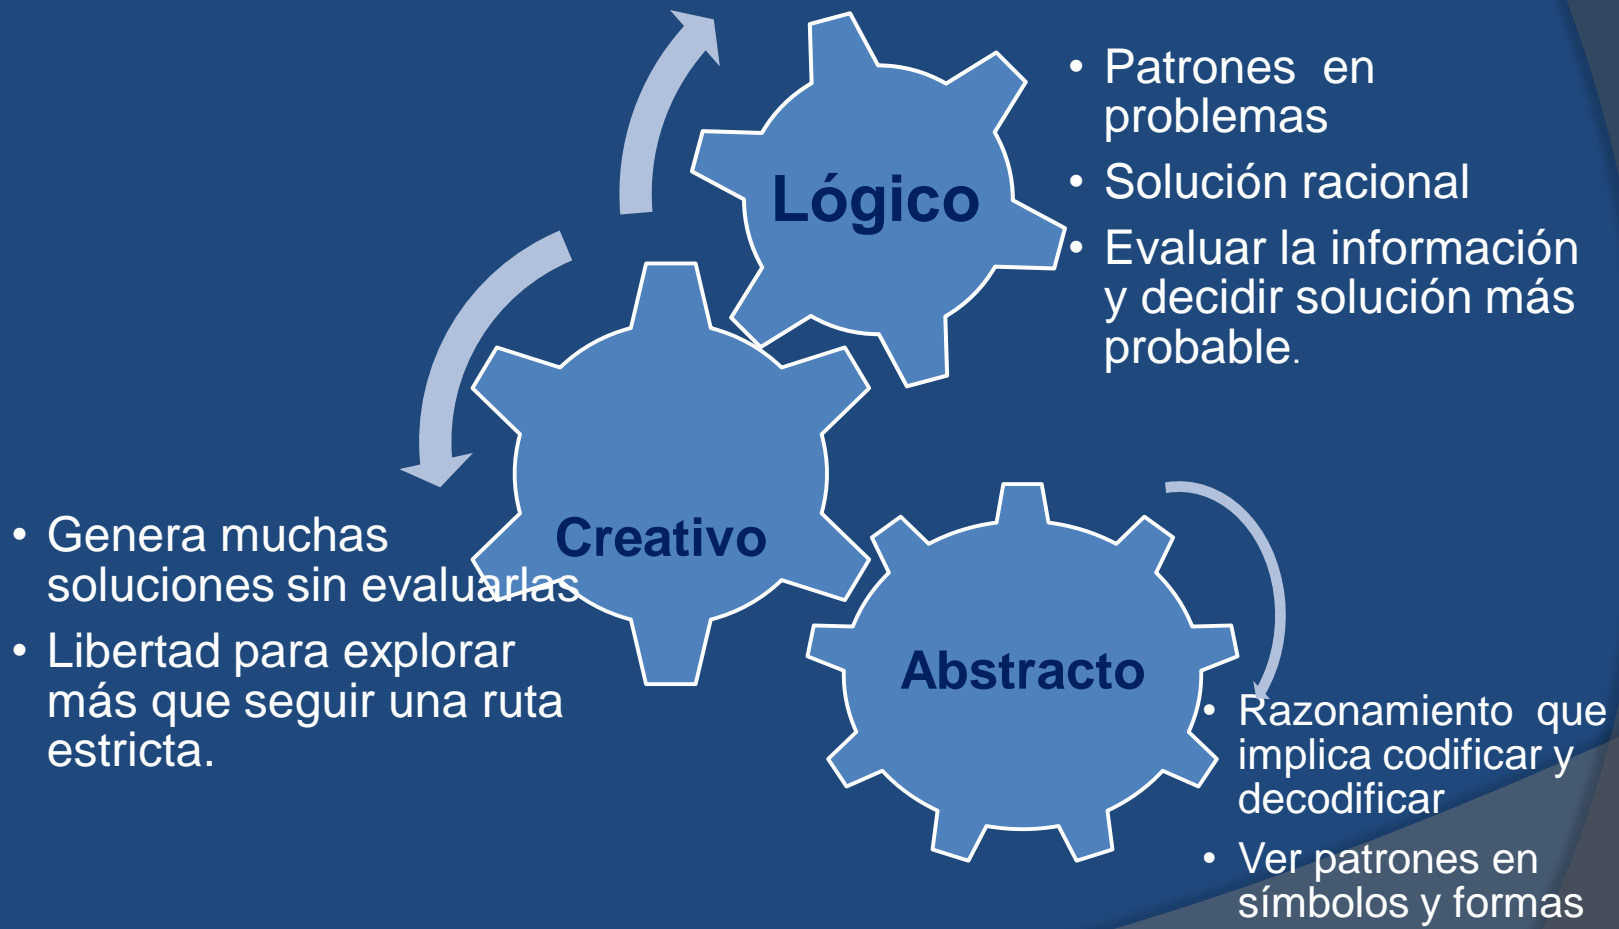 Lógico
• Patrones en
problemas
• Solución racional
• Evaluar la información
y decidir solución más
probable.
Creativo
• Genera muchas
soluciones sin evaluarlas
• Libertad para explorar
más que seguir una ruta
estricta.
Abstracto
• Razonamiento que
implica codificar y
decodificar
• Ver patrones en
símbolos y formas